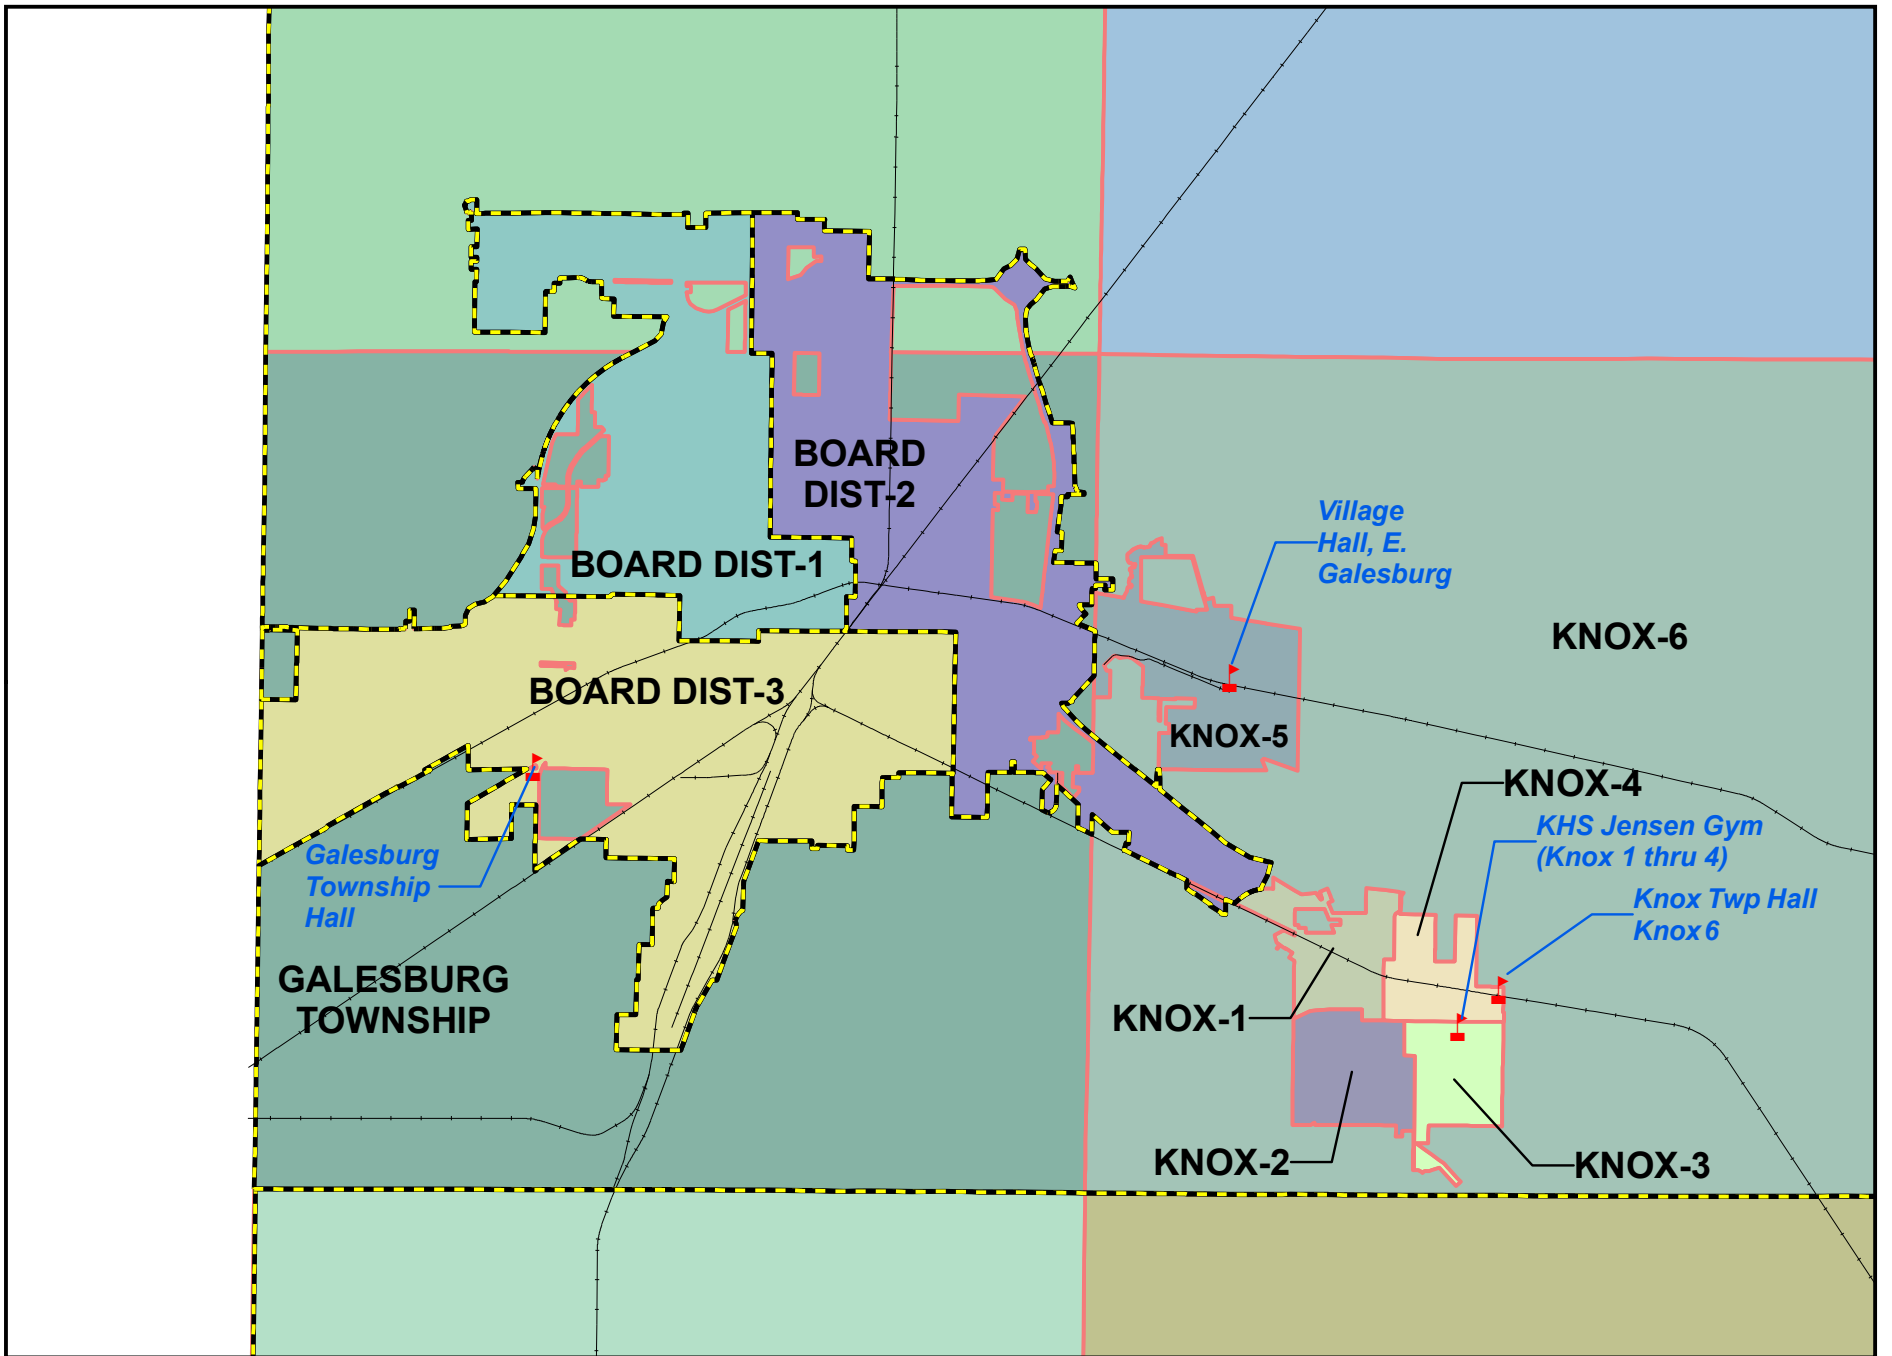 BOARD
DIST-2
Village
Hall, E.
Galesburg
BOARD DIST-1
KNOX-6
BOARD DIST-3
KNOX-5
KNOX-4
KHS Jensen Gym
(Knox 1 thru 4)
Galesburg
Township
Hall
Knox Twp Hall
Knox 6
GALESBURG
TOWNSHIP
KNOX-1
KNOX-2
KNOX-3